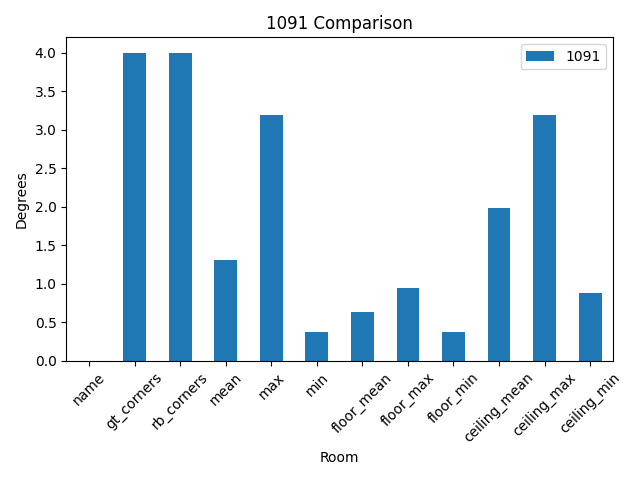 1091 Comparison
1091
Degrees
4.0
3.5
3.0
2.5
2.0
1.5
1.0
0.5
0.0
name
gt_corners
rb_corners
mean
max
min
floor_mean
floor_max
floor_min
ceiling_mean
ceiling_max
ceiling_min
Room